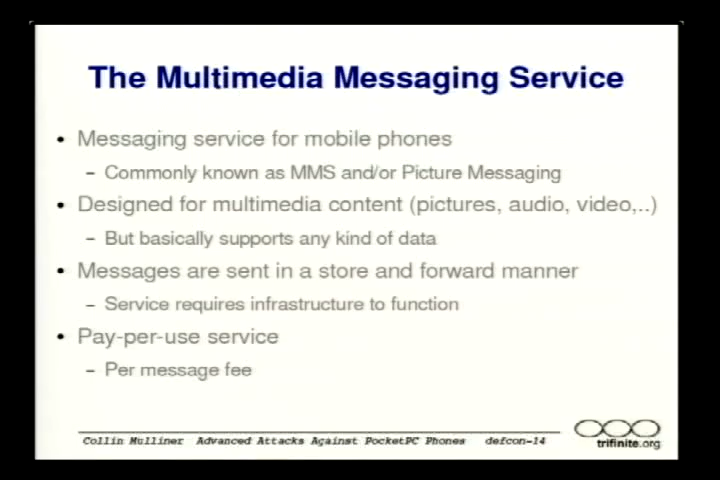 The Multimedia Messaging Service
• Messaging service for mobile phones
– Commonly known as MMS and/or Picture Messaging
• Designed for multimedia content (pictures, audio, video,..)
– But basically supports any kind of data
• Messages are sent in a store and forward manner
– Service requires infrastructure to function
• Pay-per-use service
– Per message fee
Collin Mulliner Advanced Attacks Against PocketPC Phones defcon-14
trifinite.org